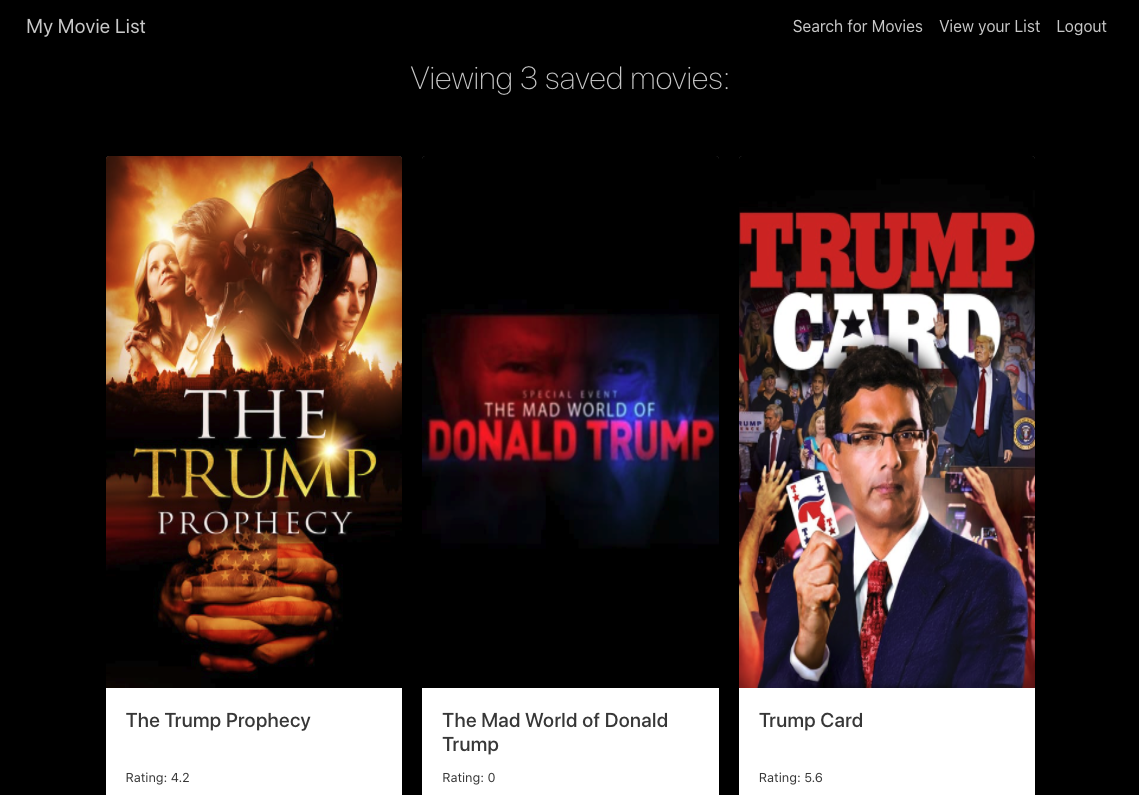 My Movie List
Search for Movies
View your List
Logout
Viewing 3 saved movies:
THE
TRUMP
PROPHECY
SPECIAL EVENT
THE MAD WORLD OF
DONALD TRUMP
TRUMP
CARD
The Trump Prophecy
Rating: 4.2
The Mad World of Donald
Trump
Rating: 0
Trump Card
Rating: 5.6